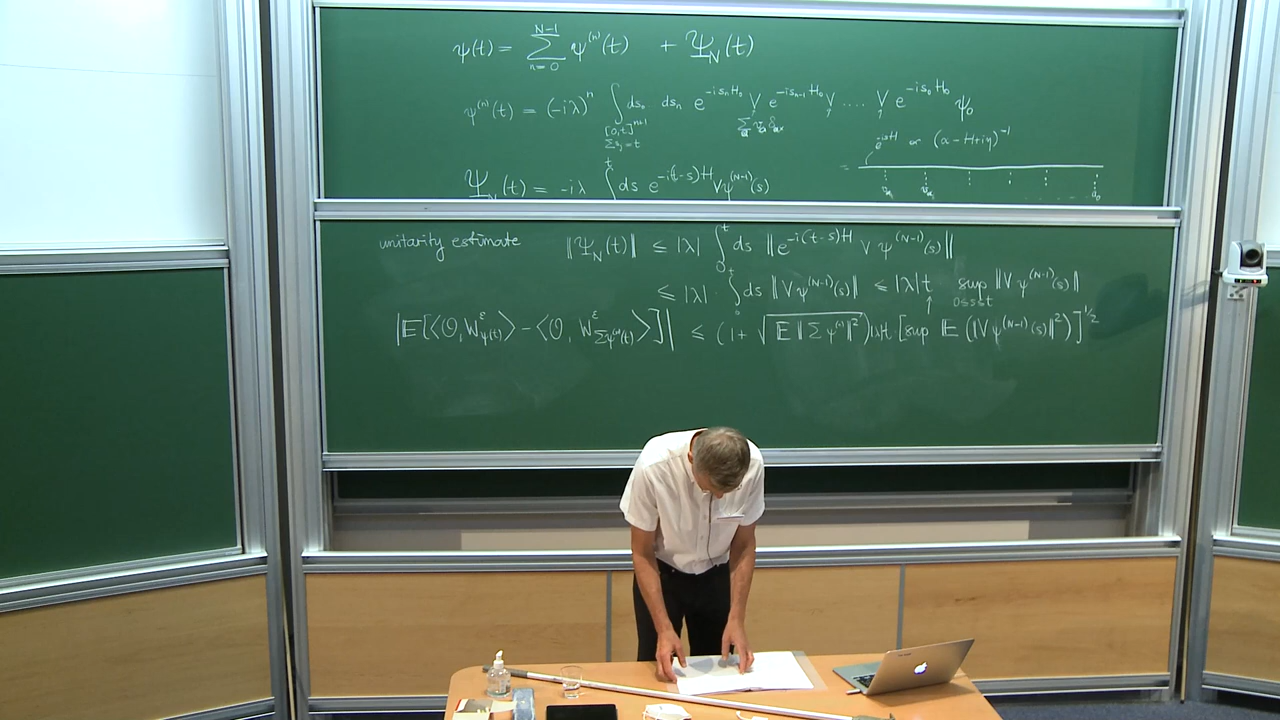 ψ(t) = \sum_{n=0}^{N-1} ψ^{(n)}(t) + Ψ_N(t)
ψ^{(n)}(t) = (-iλ)^n ∫_{[0,t]^{n+1}, Σs_j = t} ds_0 .. ds_n e^{-is_n H_0} V e^{-is_{n-1} H_0} V .... V e^{-is_0 H_0} ψ_0
e^{-isH} or (α - H + iη)^{-1}
Ψ_N(t) = -iλ ∫^t ds e^{-i(t-s)H} V ψ^{(N-1)}(s)
unitarity estimate ‖Ψ_N(t)‖ ≤ |λ| ∫_0^t ds ‖e^{-i(t-s)H} V ψ^{(N-1)}(s)‖
≤ |λ| ∫_0^t ds ‖V ψ^{(N-1)}(s)‖ ≤ |λ| t sup_{0≤s≤t} ‖V ψ^{(N-1)}(s)‖
|𝔼[⟨O, W^ε_{ψ(t)}⟩ - ⟨O, W^ε_{Σψ^{(n)}(t)}⟩]| ≤ (1 + √(𝔼‖Σψ^{(n)}‖^2)) |λ|t [sup 𝔼(‖V ψ^{(N-1)}(s)‖^2)]^{1/2}